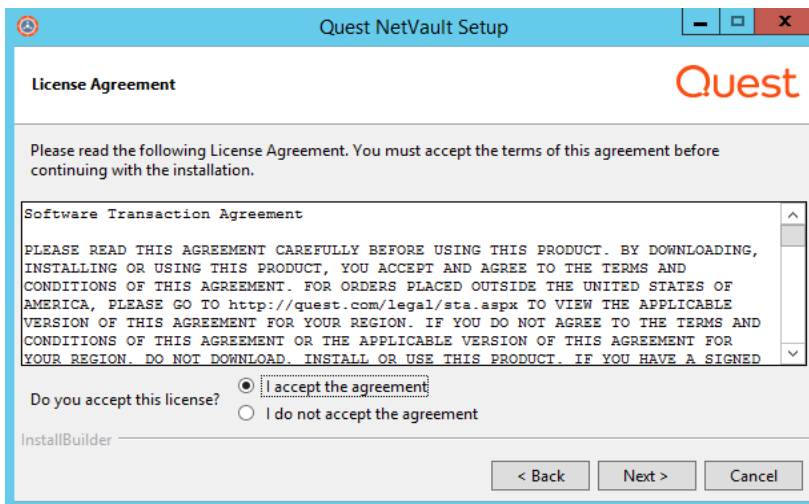 Quest NetVault Setup
License Agreement
Quest
Please read the following License Agreement. You must accept the terms of this agreement before
continuing with the installation.
Software Transaction Agreement
PLEASE READ THIS AGREEMENT CAREFULLY BEFORE USING THIS PRODUCT. BY DOWNLOADING,
INSTALLING OR USING THIS PRODUCT, YOU ACCEPT AND AGREE TO THE TERMS AND
CONDITIONS OF THIS AGREEMENT. FOR ORDERS PLACED OUTSIDE THE UNITED STATES OF
AMERICA, PLEASE GO TO http://quest.com/legal/sta.aspx TO VIEW THE APPLICABLE
VERSION OF THIS AGREEMENT FOR YOUR REGION. IF YOU DO NOT AGREE TO THE TERMS AND
CONDITIONS OF THIS AGREEMENT OR THE APPLICABLE VERSION OF THIS AGREEMENT FOR
YOUR REGION, DO NOT DOWNLOAD, INSTALL OR USE THIS PRODUCT. IF YOU HAVE A SIGNED
Do you accept this license?
I accept the agreement
I do not accept the agreement
InstallBuilder
< Back
Next >
Cancel